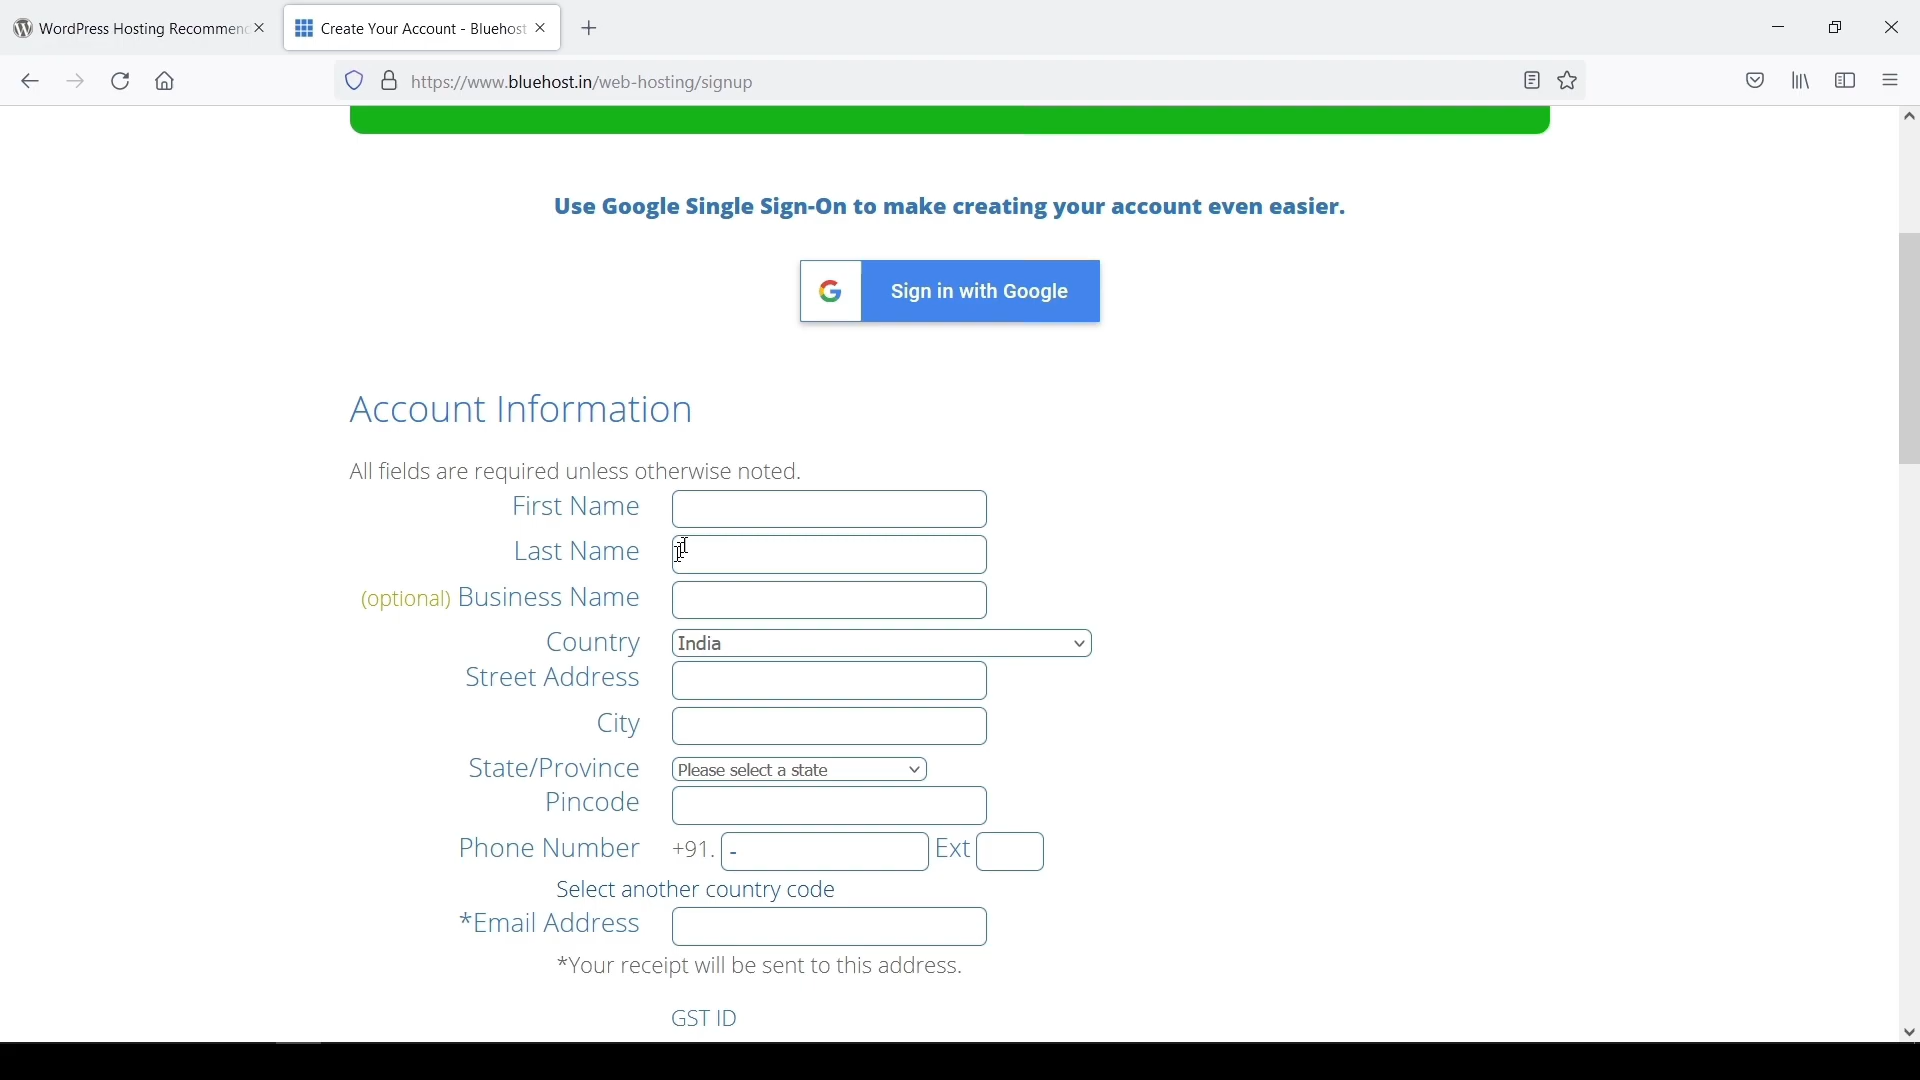 WordPress Hosting Recommen
Create Your Account - Bluehost
https://www.bluehost.in/web-hosting/signup
Use Google Single Sign-On to make creating your account even easier.
G Sign in with Google
Account Information
All fields are required unless otherwise noted.
First Name
Last Name
(optional) Business Name
Country India
Street Address
City
State/Province Please select a state
Pincode
Phone Number +91. - Ext
Select another country code
*Email Address
*Your receipt will be sent to this address.
GST ID